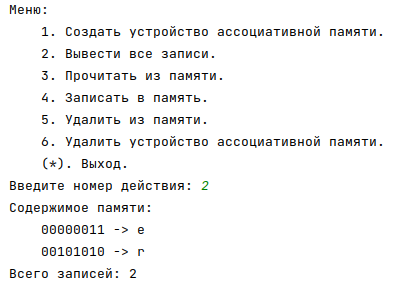 Меню:
1. Создать устройство ассоциативной памяти.
2. Вывести все записи.
3. Прочитать из памяти.
4. Записать в память.
5. Удалить из памяти.
6. Удалить устройство ассоциативной памяти.
(*). Выход.
Введите номер действия: 2
Содержимое памяти:
00000011 -> e
00101010 -> r
Всего записей: 2